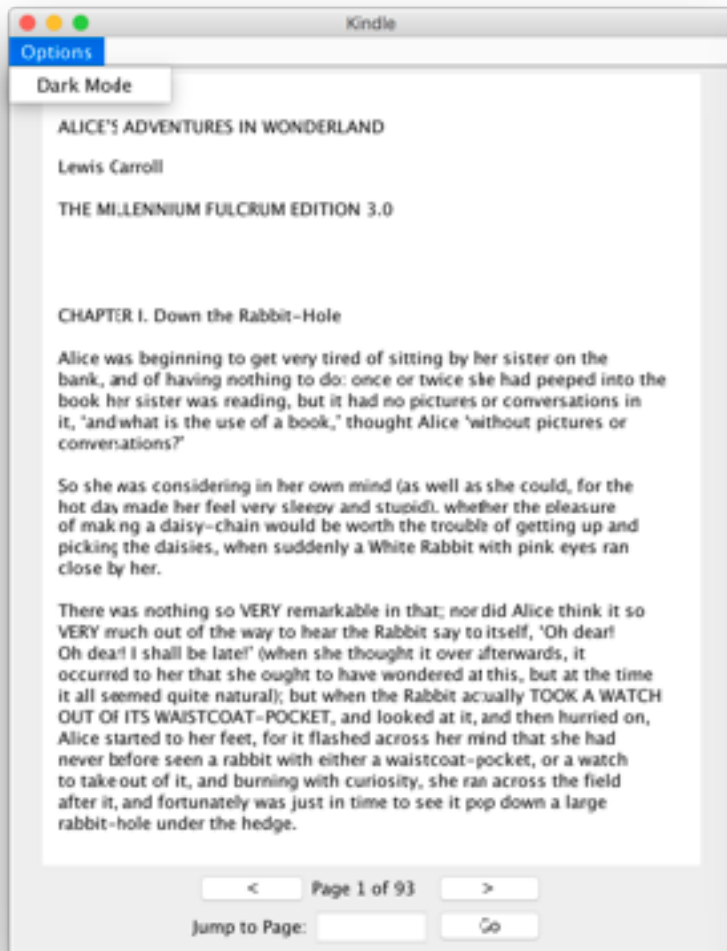 Kindle
Options
Dark Mode
ALICE'S ADVENTURES IN WONDERLAND
Lewis Carroll
THE MILLENNIUM FULCRUM EDITION 3.0
CHAPTER I. Down the Rabbit-Hole
Alice was beginning to get very tired of sitting by her sister on the
bank, and of having nothing to do: once or twice she had peeped into the
book her sister was reading, but it had no pictures or conversations in
it, 'and what is the use of a book,' thought Alice 'without pictures or
conversations?'
So she was considering in her own mind (as well as she could, for the
hot day made her feel very sleepy and stupid), whether the pleasure
of making a daisy-chain would be worth the trouble of getting up and
picking the daisies, when suddenly a White Rabbit with pink eyes ran
close by her.
There was nothing so VERY remarkable in that; nor did Alice think it so
VERY much out of the way to hear the Rabbit say to itself, 'Oh dear!
Oh dear! I shall be late!' (when she thought it over afterwards, it
occurred to her that she ought to have wondered at this, but at the time
it all seemed quite natural); but when the Rabbit actually TOOK A WATCH
OUT OF ITS WAISTCOAT-POCKET, and looked at it, and then hurried on,
Alice started to her feet, for it flashed across her mind that she had
never before seen a rabbit with either a waistcoat-pocket, or a watch
to take out of it, and burning with curiosity, she ran across the field
after it, and fortunately was just in time to see it pop down a large
rabbit-hole under the hedge.
< Page 1 of 93 >
Jump to Page: Go